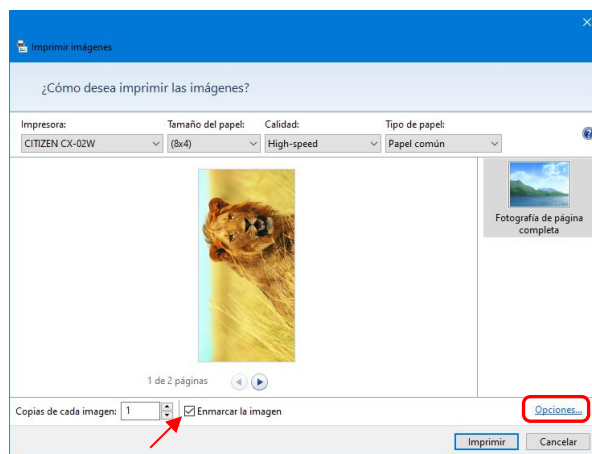 Imprimir imágenes
¿Cómo desea imprimir las imágenes?
Impresora: Tamaño del papel: Calidad: Tipo de papel:
CITIZEN CX-02W (8x4) High-speed Papel común
Fotografía de página
completa
1 de 2 páginas
Copias de cada imagen: 1 Enmarcar la imagen Opciones...
Imprimir Cancelar